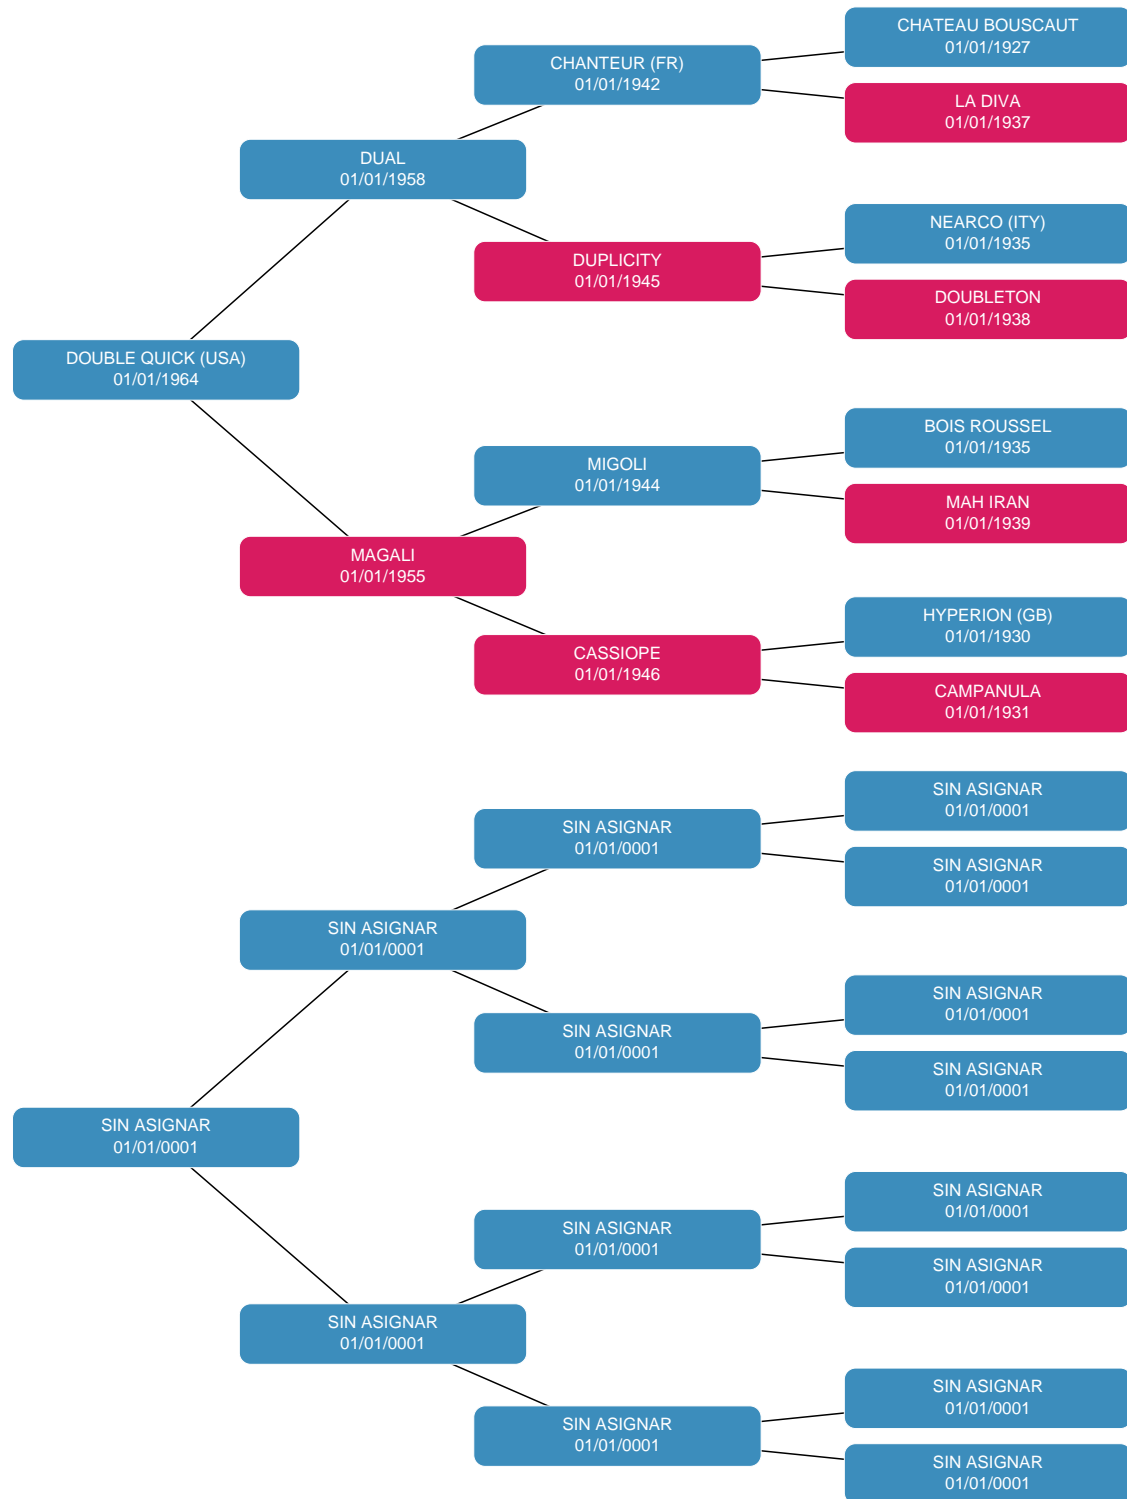 CHATEAU BOUSCAUT
01/01/1927
CHANTEUR (FR)
01/01/1942
LA DIVA
01/01/1937
DUAL
01/01/1958
NEARCO (ITY)
01/01/1935
DUPLICITY
01/01/1945
DOUBLETON
01/01/1938
DOUBLE QUICK (USA)
01/01/1964
BOIS ROUSSEL
01/01/1935
MIGOLI
01/01/1944
MAH IRAN
01/01/1939
MAGALI
01/01/1955
HYPERION (GB)
01/01/1930
CASSIOPE
01/01/1946
CAMPANULA
01/01/1931
SIN ASIGNAR
01/01/0001
SIN ASIGNAR
01/01/0001
SIN ASIGNAR
01/01/0001
SIN ASIGNAR
01/01/0001
SIN ASIGNAR
01/01/0001
SIN ASIGNAR
01/01/0001
SIN ASIGNAR
01/01/0001
SIN ASIGNAR
01/01/0001
SIN ASIGNAR
01/01/0001
SIN ASIGNAR
01/01/0001
SIN ASIGNAR
01/01/0001
SIN ASIGNAR
01/01/0001
SIN ASIGNAR
01/01/0001
SIN ASIGNAR
01/01/0001
SIN ASIGNAR
01/01/0001